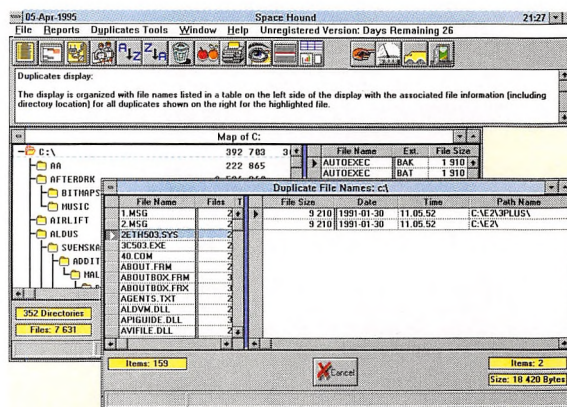 05-Apr-1995 Space Hound 21:27
File Reports Duplicates Tools Window Help Unregistered Version: Days Remaining 26
Duplicates display:
The display is organized with file names listed in a table on the left side of the display with the associated file information (including
directory location) for all duplicates shown on the right for the highlighted file.
Map of C:
C:\ 392 703
AA 222 865
AFTERDRK
BITMAPS
MUSIC
AIRLIFT
ALDUS
SVENSKA
ADDIT
MAL
352 Directories
Files: 7 631
File Name Ext. File Size
AUTOEXEC BAK 1 910
AUTOEXEC BAT 1 910
Duplicate File Names: c:\
File Name Files T
1.MSG 2
2.MSG 2
2ETH503.SYS 2
3C503.EXE 2
40.COM 2
ABOUT.FRM 3
ABOUTBOX.FRM 3
ABOUTBOX.FRX 3
AGENTS.TXT 2
ALDVM.DLL 2
APIGUIDE.DLL 3
AVIFILE.DLL 2
File Size Date Time Path Name
9 210 1991-01-30 11.05.52 C:\E2\3PLUS\
9 210 1991-01-30 11.05.52 C:\E2\
Items: 159
Cancel
Items: 2
Size: 18 420 Bytes